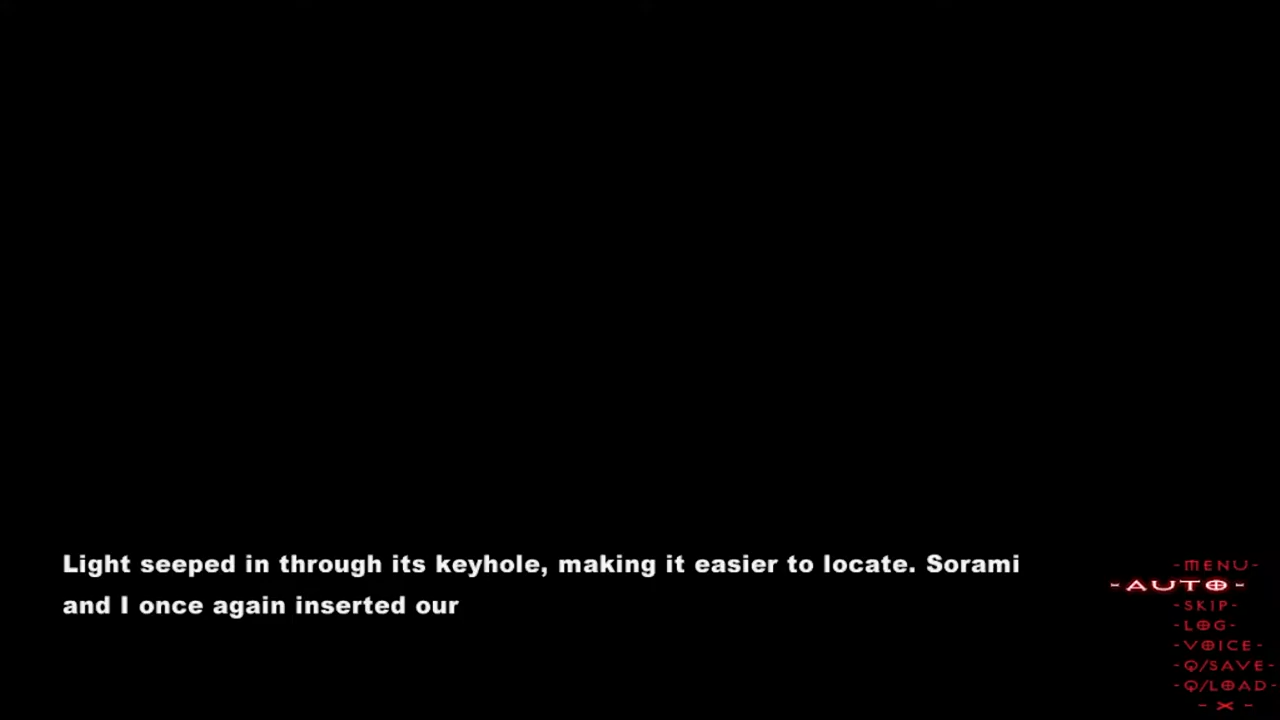 Light seeped in through its keyhole, making it easier to locate. Sorami
and I once again inserted our
-MENU-
-AUTO-
-SKIP-
-LOG-
-VOICE-
-Q/SAVE-
-Q/LOAD-
-X-